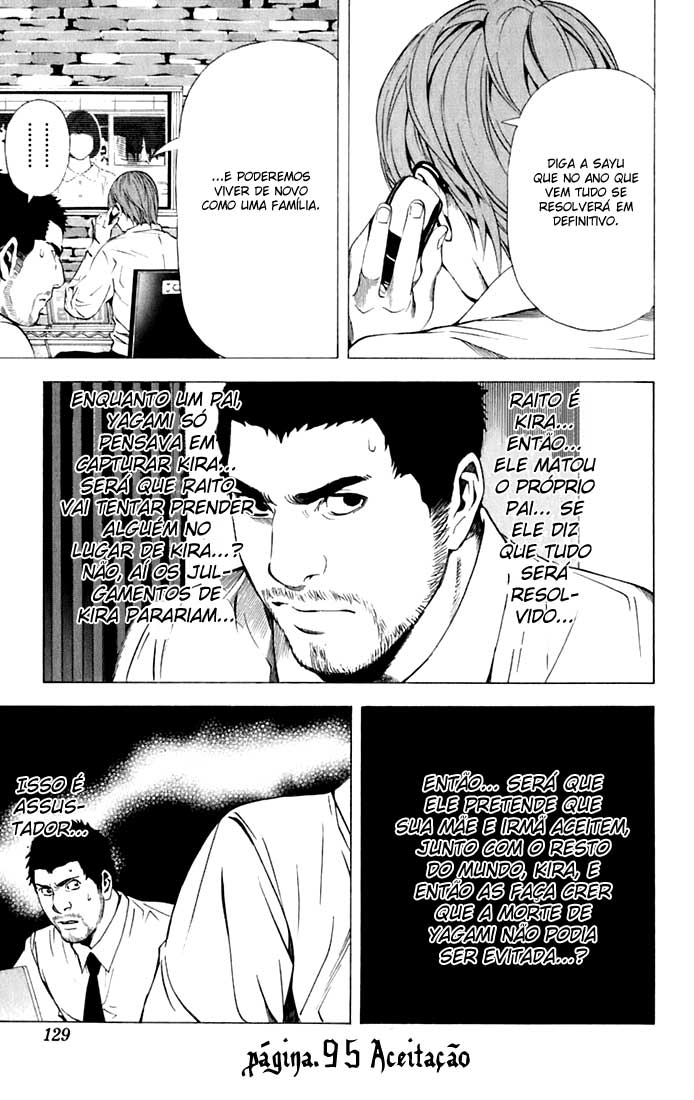 DIGA A SAYU
QUE NO ANO QUE
VEM TUDO SE
RESOLVERÁ EM
DEFINITIVO.
...E PODEREMOS
VIVER DE NOVO
COMO UMA FAMÍLIA.
RAITO É
KIRA...
ENTÃO...
ELE MATOU
O PRÓPRIO
PAI... SE
ELE DIZ
QUE TUDO
SERÁ
RESOL-
VIDO...
ENQUANTO UM PAI,
YAGAMI SÓ
PENSAVA EM
CAPTURAR KIRA...
SERÁ QUE RAITO
VAI TENTAR PRENDER
ALGUÉM NO
LUGAR DE KIRA...?
NÃO, AÍ OS JUL-
GAMENTOS DE
KIRA PARARIAM...
ENTÃO... SERÁ QUE
ELE PRETENDE QUE
SUA MÃE E IRMÃ ACEITEM,
JUNTO COM O RESTO
DO MUNDO, KIRA, E
ENTÃO AS FAÇA CRER
QUE A MORTE DE
YAGAMI NÃO PODIA
SER EVITADA...?
ISSO É
ASSUS-
TADOR...
129
página.95 Aceitação